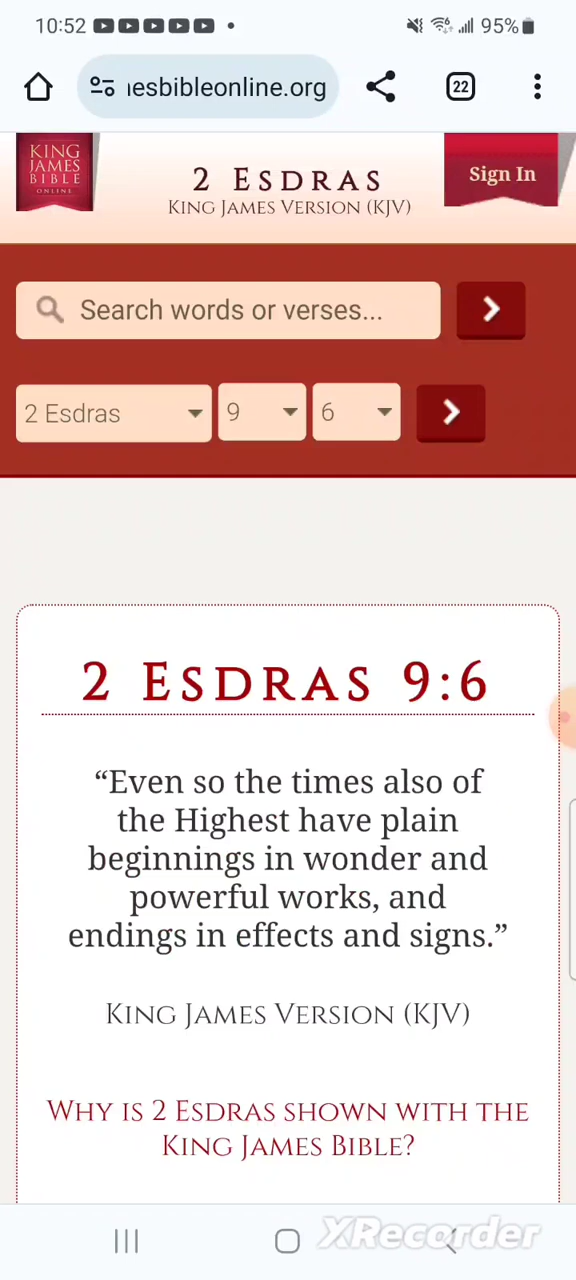 10:52 95%
nesbibleonline.org 22
KING
JAMES
BIBLE
ONLINE
2 Esdras
King James Version (KJV)
Sign In
Search words or verses...
2 Esdras 9 6
2 Esdras 9:6
“Even so the times also of
the Highest have plain
beginnings in wonder and
powerful works, and
endings in effects and signs.”
King James Version (KJV)
Why is 2 Esdras shown with the
King James Bible?
XRecorder